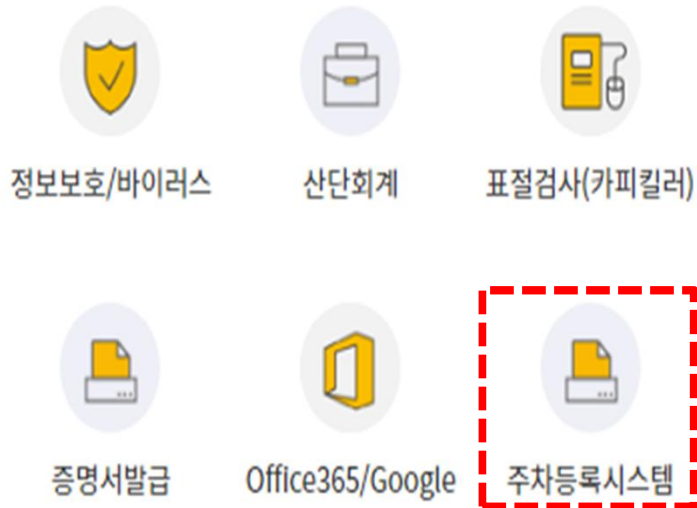 정보보호/바이러스
산단회계
표절검사(카피킬러)
증명서발급
Office365/Google
주차등록시스템